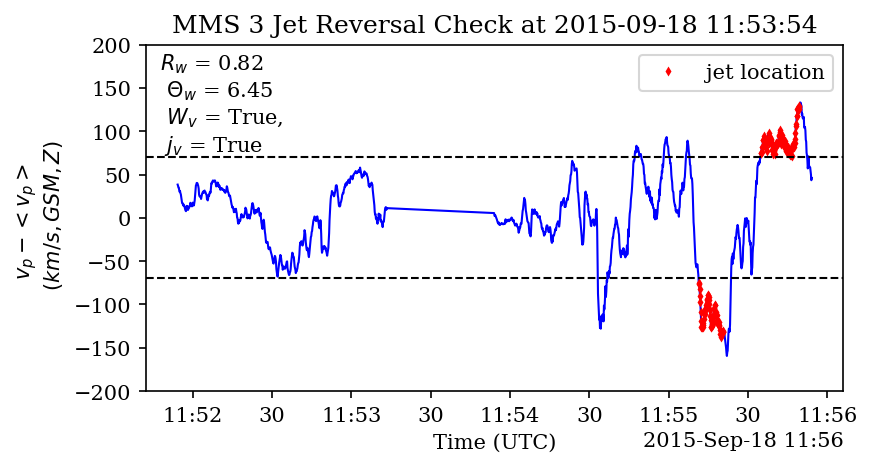 MMS 3 Jet Reversal Check at 2015-09-18 11:53:54
R_w = 0.82
Θ_w = 6.45
W_v = True,
j_v = True
jet location
v_p − <v_p>
(km/s, GSM, Z)
200
150
100
50
0
−50
−100
−150
−200
11:52 30 11:53 30 11:54 30 11:55 30 11:56
Time (UTC)
2015-Sep-18 11:56